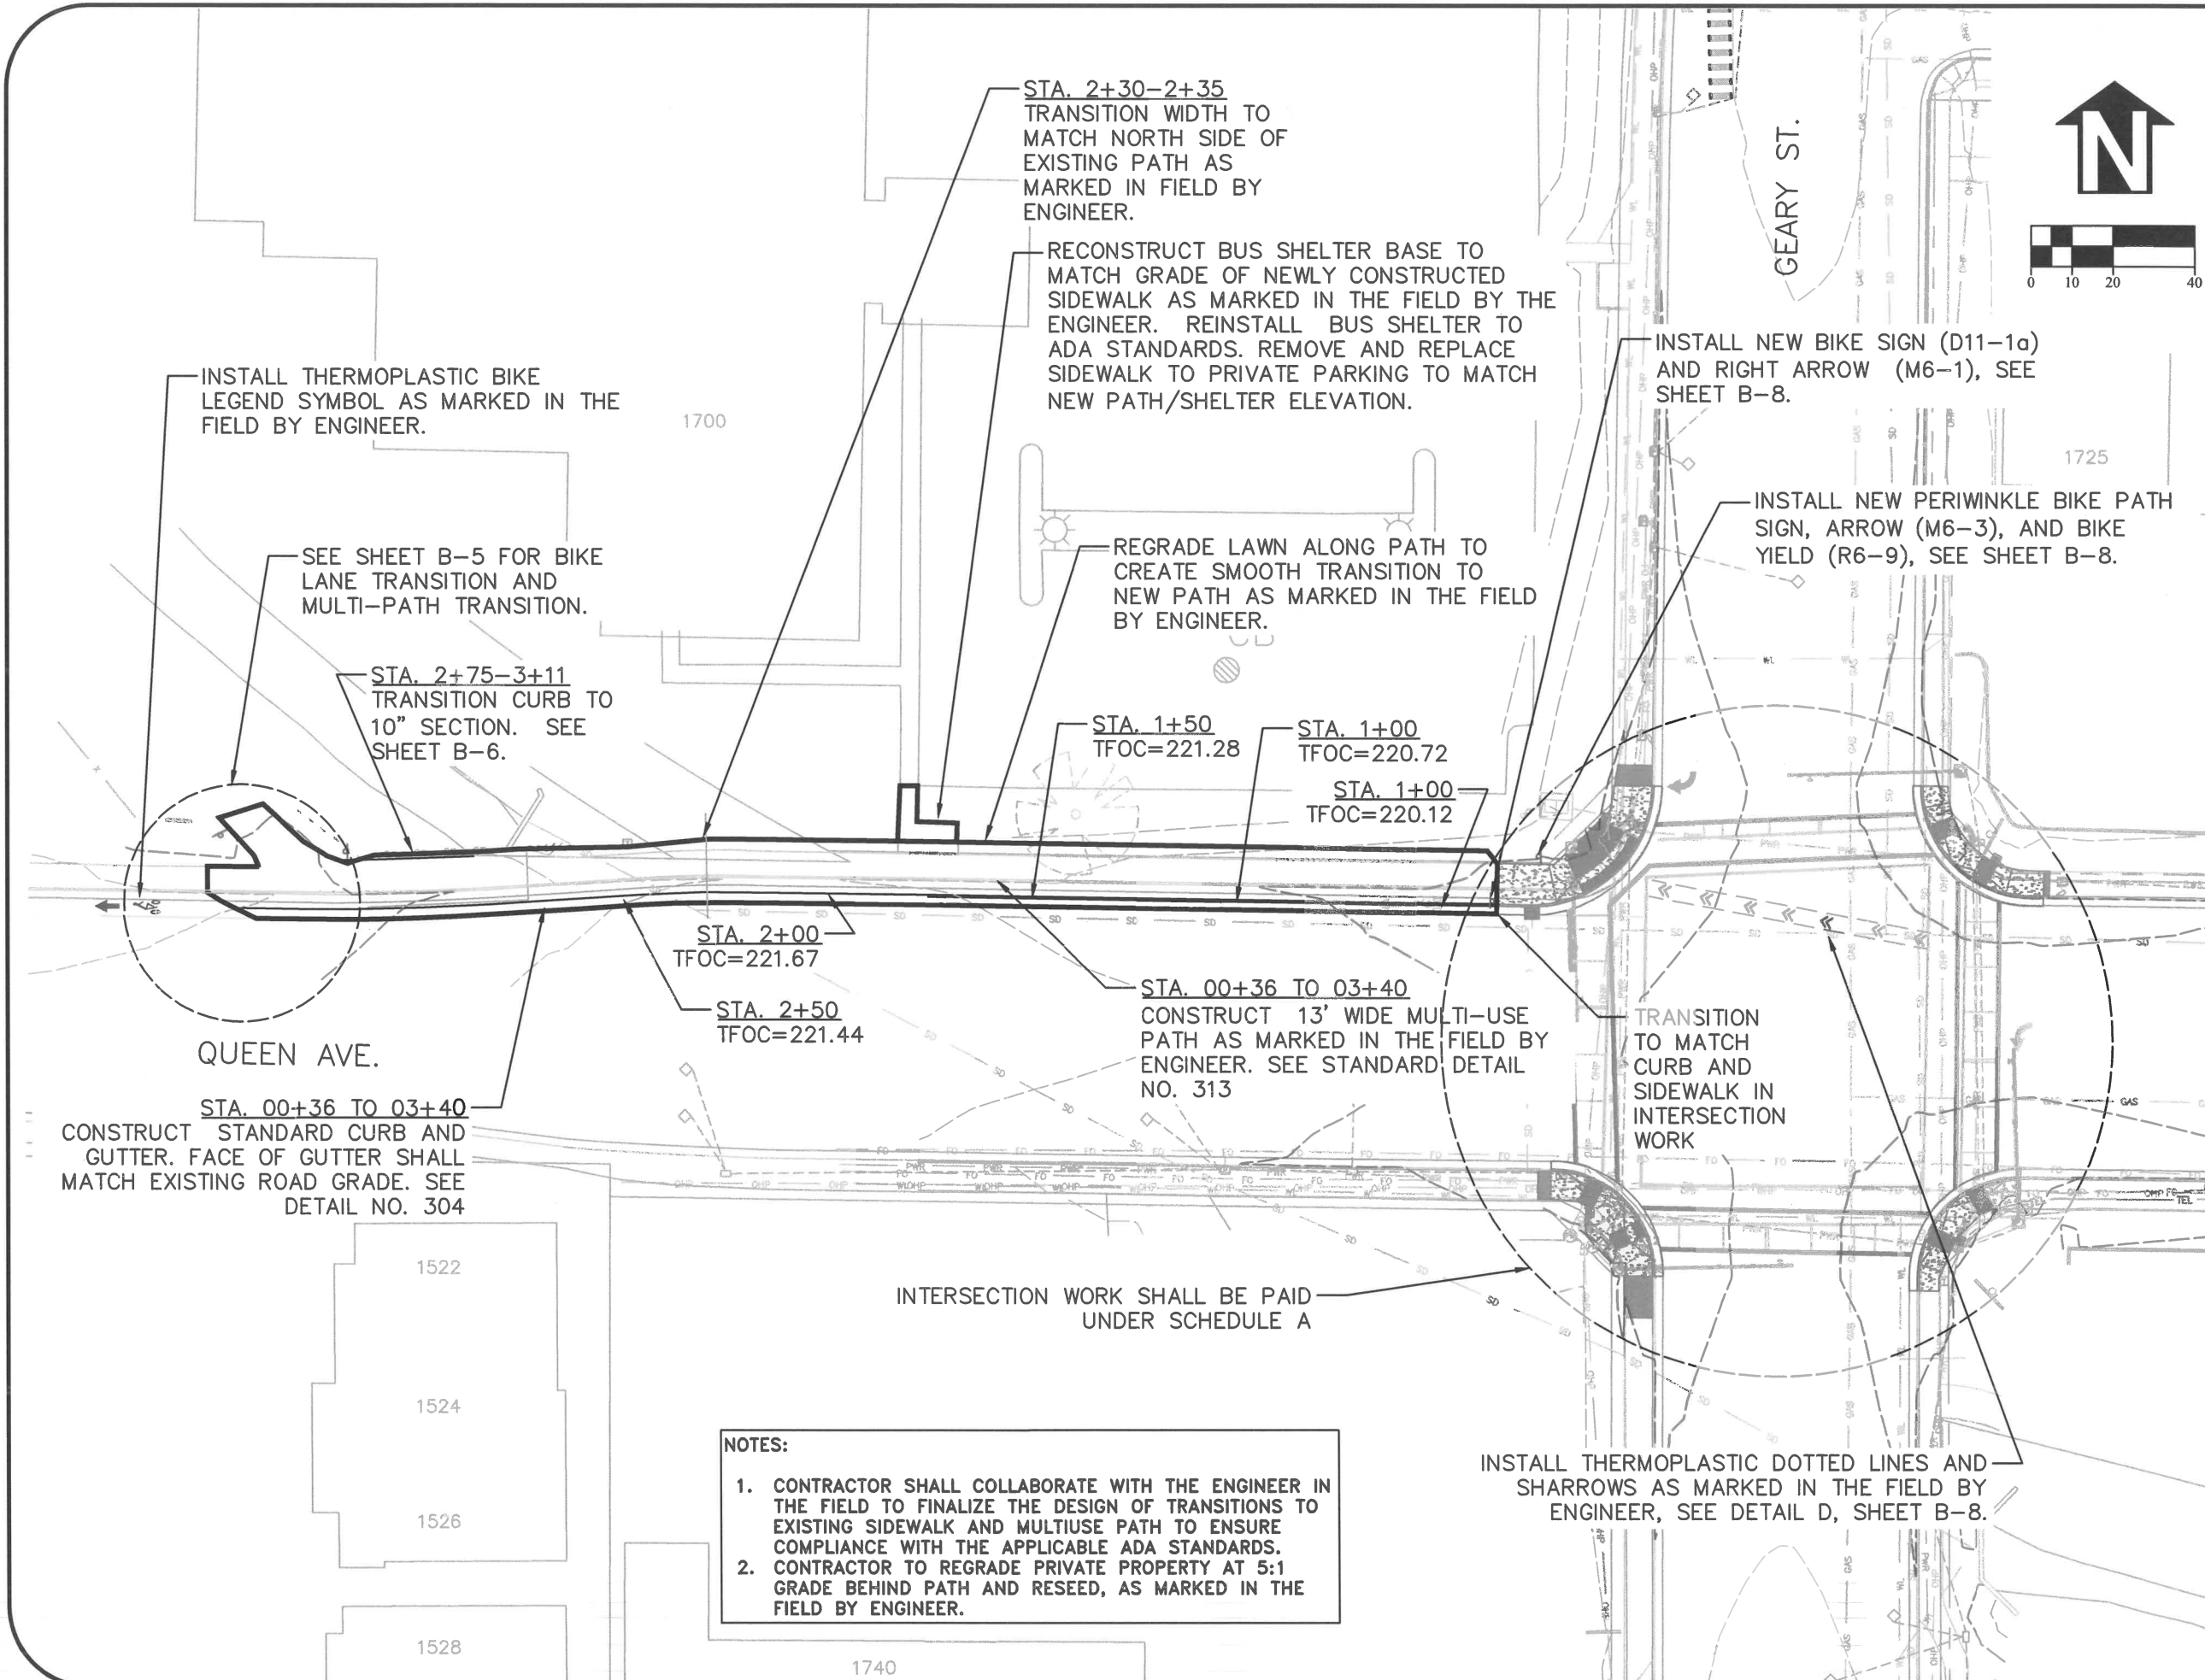 STA. 2+30-2+35
TRANSITION WIDTH TO
MATCH NORTH SIDE OF
EXISTING PATH AS
MARKED IN FIELD BY
ENGINEER.
GEARY ST.
N
0 10 20 40
RECONSTRUCT BUS SHELTER BASE TO
MATCH GRADE OF NEWLY CONSTRUCTED
SIDEWALK AS MARKED IN THE FIELD BY THE
ENGINEER. REINSTALL BUS SHELTER TO
ADA STANDARDS. REMOVE AND REPLACE
SIDEWALK TO PRIVATE PARKING TO MATCH
NEW PATH/SHELTER ELEVATION.
INSTALL NEW BIKE SIGN (D11-1a)
AND RIGHT ARROW (M6-1), SEE
SHEET B-8.
INSTALL THERMOPLASTIC BIKE
LEGEND SYMBOL AS MARKED IN THE
FIELD BY ENGINEER.
1700
1725
INSTALL NEW PERIWINKLE BIKE PATH
SIGN, ARROW (M6-3), AND BIKE
YIELD (R6-9), SEE SHEET B-8.
SEE SHEET B-5 FOR BIKE
LANE TRANSITION AND
MULTI-PATH TRANSITION.
REGRADE LAWN ALONG PATH TO
CREATE SMOOTH TRANSITION TO
NEW PATH AS MARKED IN THE FIELD
BY ENGINEER.
STA. 2+75-3+11
TRANSITION CURB TO
10" SECTION. SEE
SHEET B-6.
STA. 1+50
TFOC=221.28
STA. 1+00
TFOC=220.72
STA. 1+00
TFOC=220.12
STA. 2+00
TFOC=221.67
STA. 2+50
TFOC=221.44
STA. 00+36 TO 03+40
CONSTRUCT 13' WIDE MULTI-USE
PATH AS MARKED IN THE FIELD BY
ENGINEER. SEE STANDARD DETAIL
NO. 313
TRANSITION
TO MATCH
CURB AND
SIDEWALK IN
INTERSECTION
WORK
QUEEN AVE.
STA. 00+36 TO 03+40
CONSTRUCT STANDARD CURB AND
GUTTER. FACE OF GUTTER SHALL
MATCH EXISTING ROAD GRADE. SEE
DETAIL NO. 304
1522
1524
1526
1528
1740
INTERSECTION WORK SHALL BE PAID
UNDER SCHEDULE A
NOTES:
1. CONTRACTOR SHALL COLLABORATE WITH THE ENGINEER IN
THE FIELD TO FINALIZE THE DESIGN OF TRANSITIONS TO
EXISTING SIDEWALK AND MULTIUSE PATH TO ENSURE
COMPLIANCE WITH THE APPLICABLE ADA STANDARDS.
2. CONTRACTOR TO REGRADE PRIVATE PROPERTY AT 5:1
GRADE BEHIND PATH AND RESEED, AS MARKED IN THE
FIELD BY ENGINEER.
INSTALL THERMOPLASTIC DOTTED LINES AND
SHARROWS AS MARKED IN THE FIELD BY
ENGINEER, SEE DETAIL D, SHEET B-8.